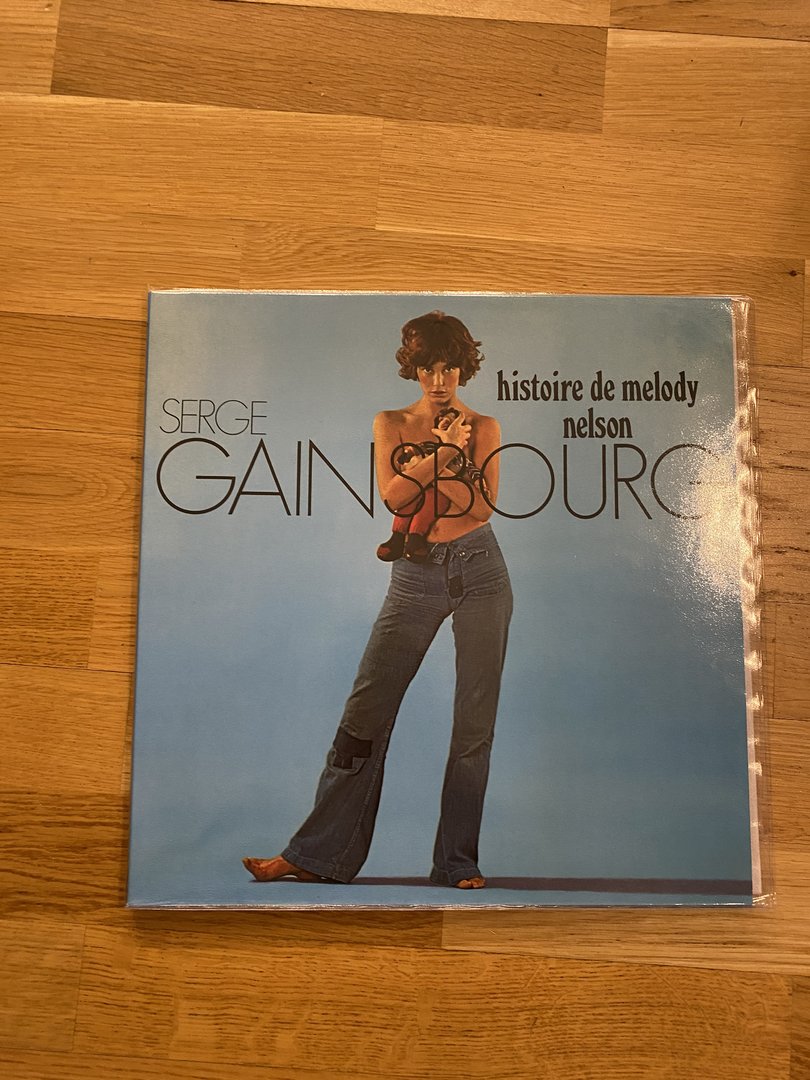 histoire de melody
nelson
SERGE
GAINSBOURG